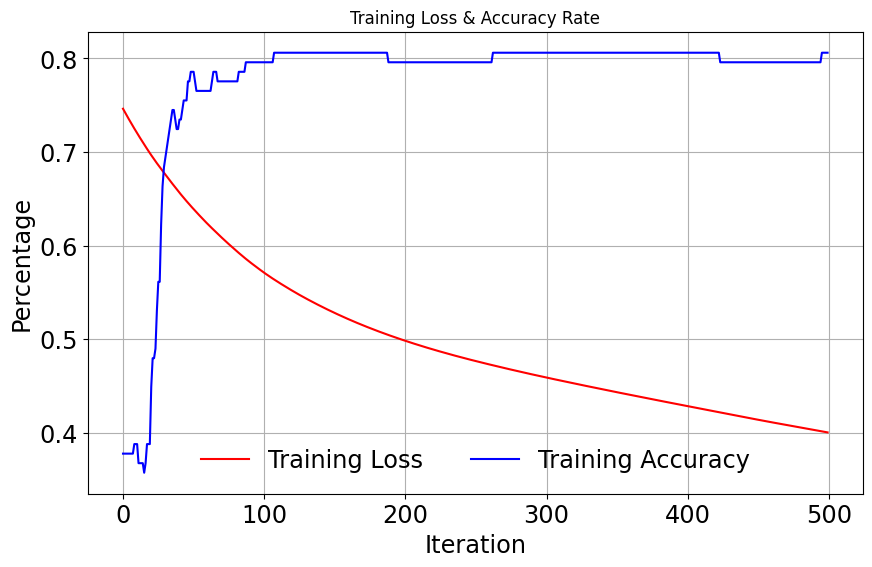 Training Loss & Accuracy Rate
Percentage
0.8
0.7
0.6
0.5
0.4
Training Loss
Training Accuracy
0
100
200
300
400
500
Iteration